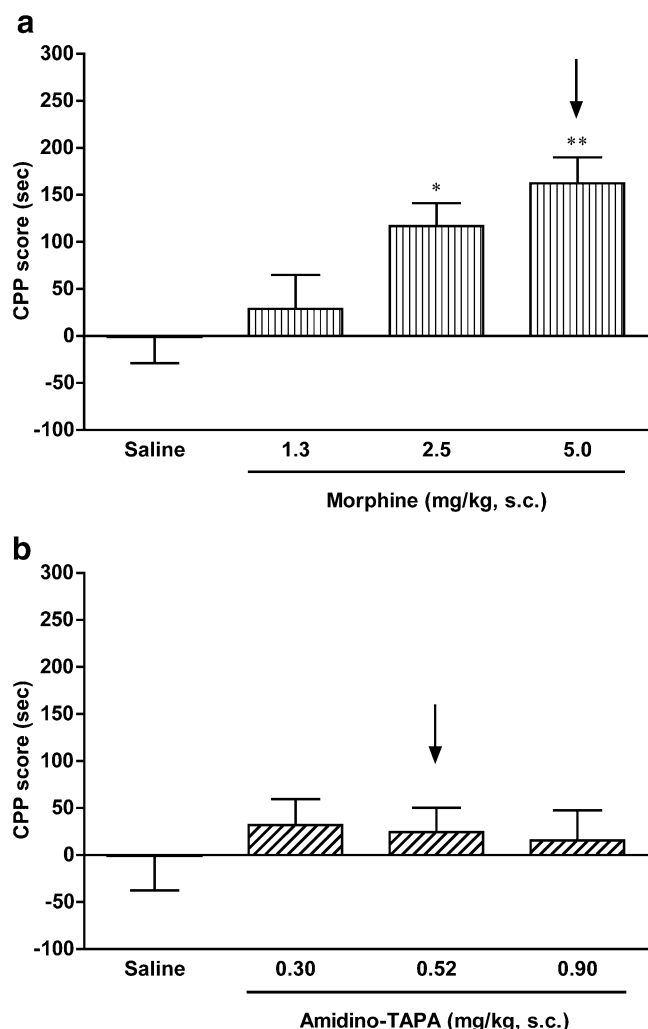 a
300
250
200
150
100
50
0
-50
-100
CPP score (sec)
*
**
Saline 1.3 2.5 5.0
Morphine (mg/kg, s.c.)
b
300
250
200
150
100
50
0
-50
-100
CPP score (sec)
Saline 0.30 0.52 0.90
Amidino-TAPA (mg/kg, s.c.)